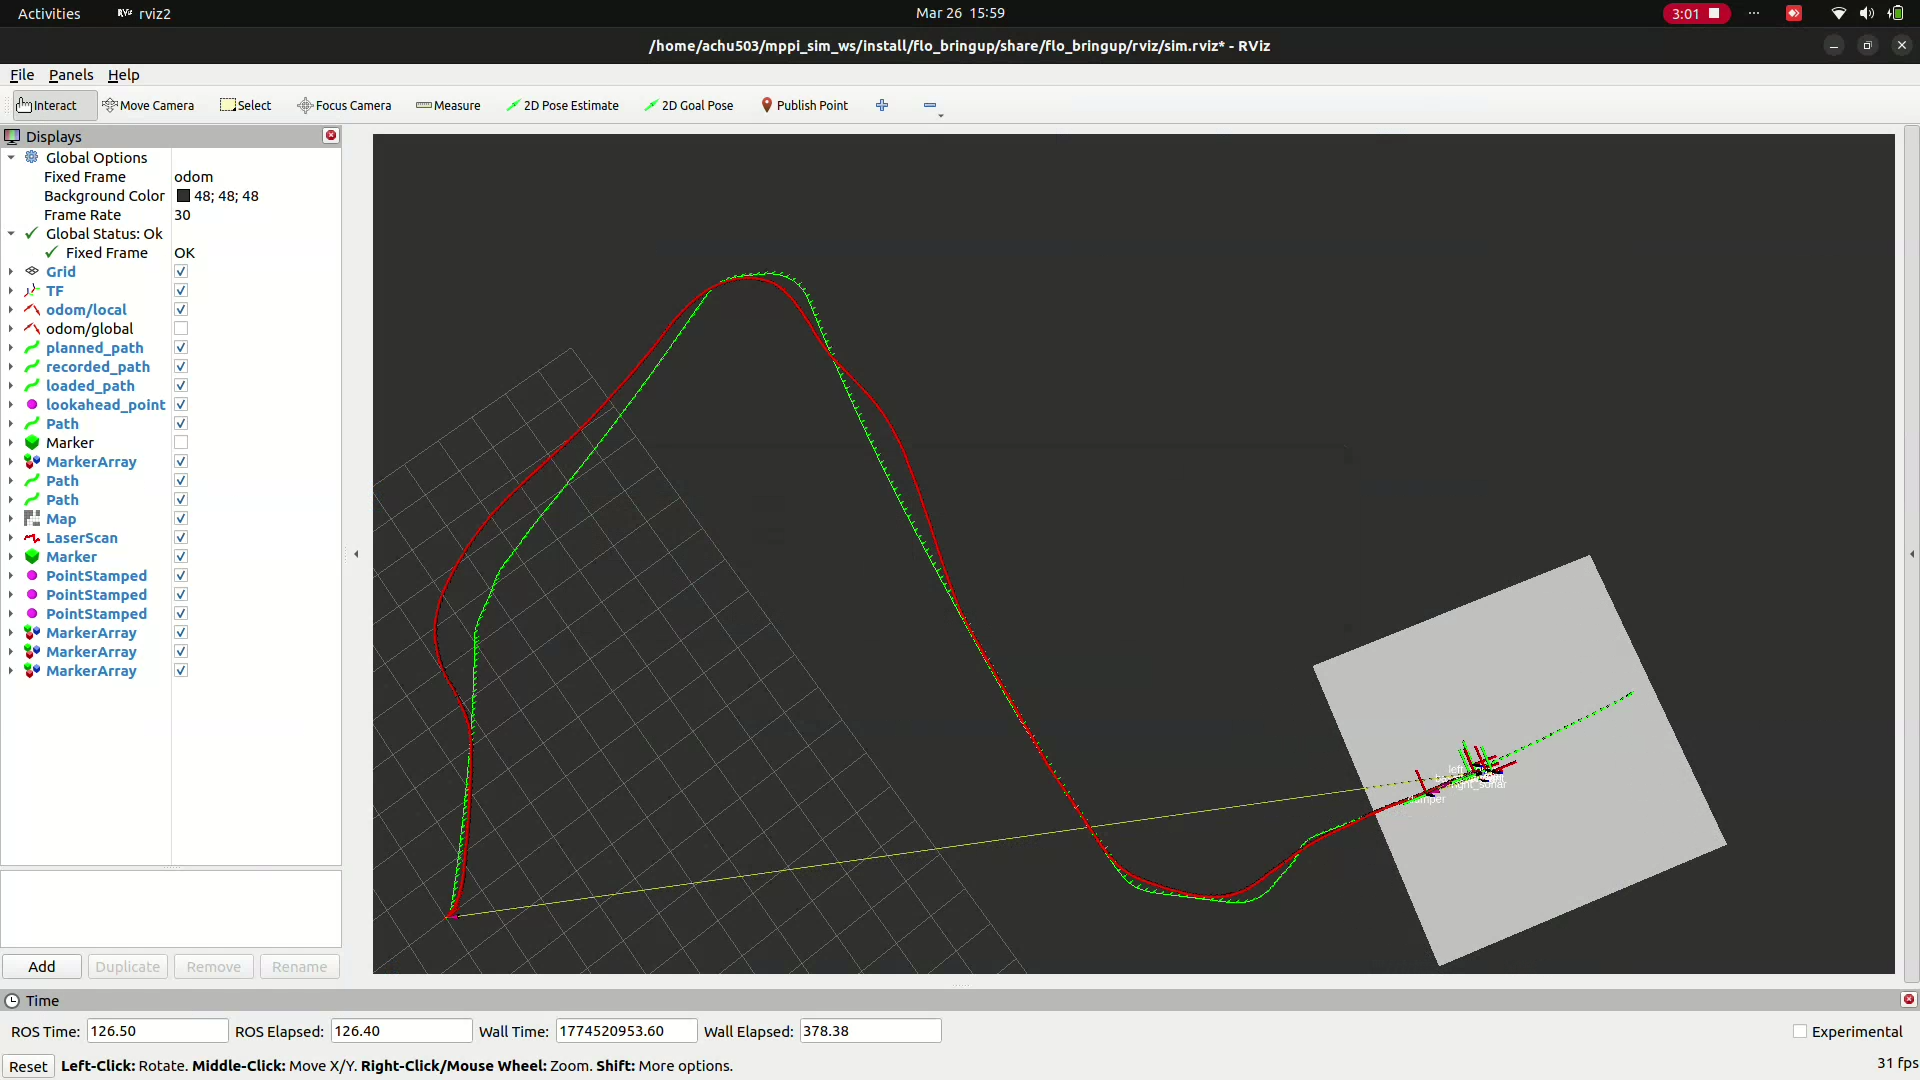 Activities rviz2 Mar 26 15:59 3:01
/home/achu503/mppi_sim_ws/install/flo_bringup/share/flo_bringup/rviz/sim.rviz* - RViz
File Panels Help
Interact Move Camera Select Focus Camera Measure 2D Pose Estimate 2D Goal Pose Publish Point
Displays
Global Options
Fixed Frame odom
Background Color 48; 48; 48
Frame Rate 30
Global Status: Ok
Fixed Frame OK
Grid
TF
odom/local
odom/global
planned_path
recorded_path
loaded_path
lookahead_point
Path
Marker
MarkerArray
Path
Path
Map
LaserScan
Marker
PointStamped
PointStamped
PointStamped
MarkerArray
MarkerArray
MarkerArray
Add Duplicate Remove Rename
Time
ROS Time: 126.50 ROS Elapsed: 126.40 Wall Time: 1774520953.60 Wall Elapsed: 378.38 Experimental
Reset Left-Click: Rotate. Middle-Click: Move X/Y. Right-Click/Mouse Wheel: Zoom. Shift: More options. 31 fps